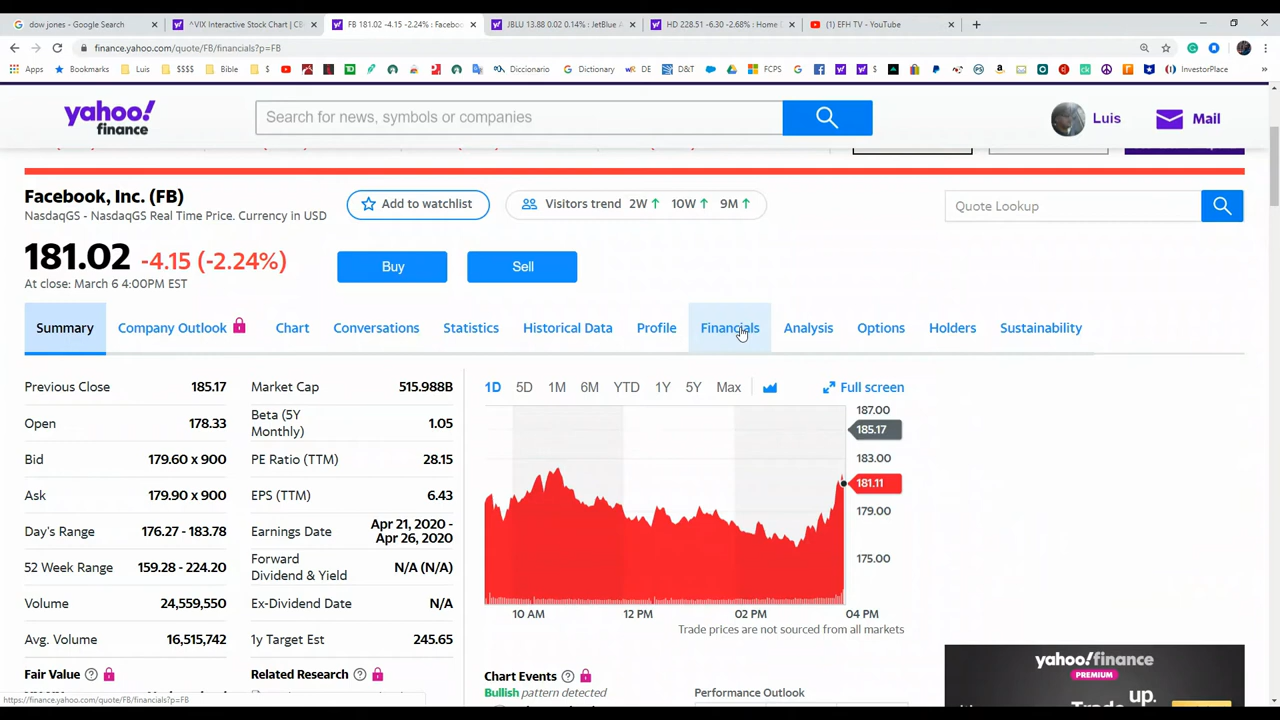 dow jones - Google Search
^VIX Interactive Stock Chart | CB
FB 181.02 -4.15 -2.24% : Faceboo
JBLU 13.88 0.02 0.14% : JetBlue A
HD 228.51 -6.30 -2.68% : Home
EFH TV - YouTube
finance.yahoo.com/quote/FB/financials?p=FB
Apps
Bookmarks
Luis
$$$$
Bible
$
Diccionario
Dictionary
DE
D&T
FCPS
$
InvestorPlace
yahoo!
finance
Search for news, symbols or companies
Luis
Mail
Facebook, Inc. (FB)
NasdaqGS - NasdaqGS Real Time Price. Currency in USD
Add to watchlist
Visitors trend 2W 10W 9M
Quote Lookup
181.02 -4.15 (-2.24%)
At close: March 6 4:00PM EST
Buy
Sell
Summary
Company Outlook
Chart
Conversations
Statistics
Historical Data
Profile
Financials
Analysis
Options
Holders
Sustainability
Previous Close 185.17
Open 178.33
Bid 179.60 x 900
Ask 179.90 x 900
Day's Range 176.27 - 183.78
52 Week Range 159.28 - 224.20
Volume 24,559,550
Avg. Volume 16,515,742
Fair Value
Market Cap 515.988B
Beta (5Y
Monthly) 1.05
PE Ratio (TTM) 28.15
EPS (TTM) 6.43
Earnings Date Apr 21, 2020 -
Apr 26, 2020
Forward
Dividend & Yield N/A (N/A)
Ex-Dividend Date N/A
1y Target Est 245.65
Related Research
1D 5D 1M 6M YTD 1Y 5Y Max
Full screen
187.00
185.17
183.00
181.11
179.00
175.00
10 AM 12 PM 02 PM 04 PM
Trade prices are not sourced from all markets
Chart Events
Bullish pattern detected
Performance Outlook
yahoo!finance
PREMIUM
up.
https://finance.yahoo.com/quote/FB/financials?p=FB